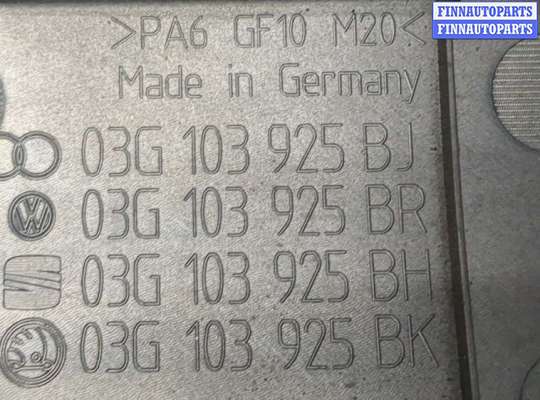 FINNAUTOPARTS
FINNAUTOPARTS
>PA6 GF10 M20<
Made in Germany
03G 103 925 BJ
03G 103 925 BR
03G 103 925 BH
03G 103 925 BK